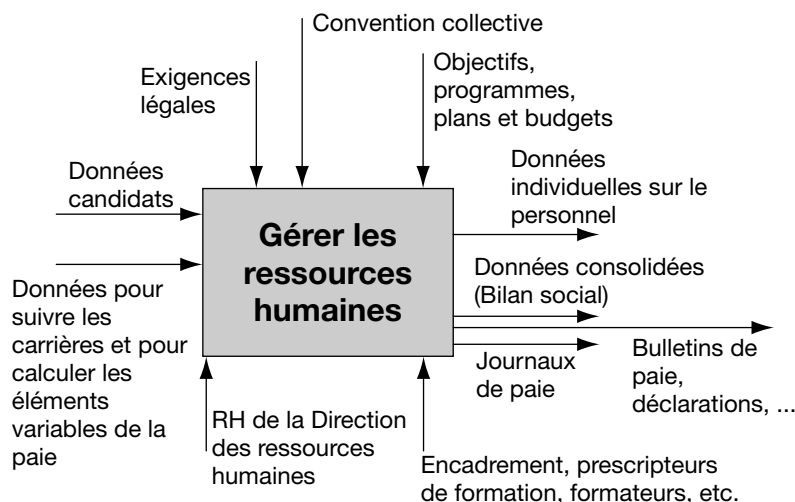 Convention collective
Exigences
légales
Objectifs,
programmes,
plans et budgets
Données
candidats
Données
individuelles sur le
personnel
Gérer les
ressources
humaines
Données pour
suivre les
carrières et pour
calculer les
éléments
variables de la
paie
Données consolidées
(Bilan social)
Journaux
de paie
Bulletins de
paie,
déclarations, ...
RH de la Direction
des ressources
humaines
Encadrement, prescripteurs
de formation, formateurs, etc.